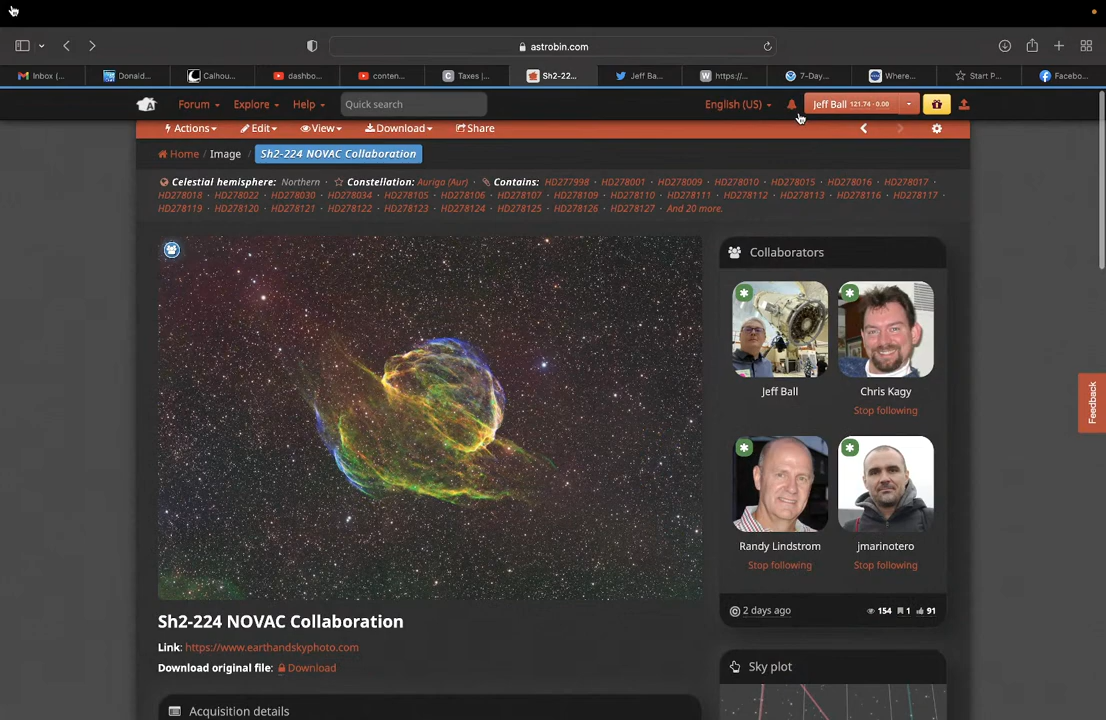 astrobin.com
Inbox (...
Donald...
Calhou...
dashbo...
conten...
Taxes |...
Sh2-22...
Jeff Ba...
https:/...
7-Day...
Where...
Start P...
Facebo...
Forum Explore Help Quick search English (US) Jeff Ball 121.74 - 0.00
Actions Edit View Download Share
Home / Image / Sh2-224 NOVAC Collaboration
Celestial hemisphere: Northern · Constellation: Auriga (Aur) · Contains: HD277998 · HD278001 · HD278009 · HD278010 · HD278015 · HD278016 · HD278017 ·
HD278018 · HD278022 · HD278030 · HD278034 · HD278105 · HD278106 · HD278107 · HD278109 · HD278110 · HD278111 · HD278112 · HD278113 · HD278116 · HD278117 ·
HD278119 · HD278120 · HD278121 · HD278122 · HD278123 · HD278124 · HD278125 · HD278126 · HD278127 · And 20 more.
Collaborators
Jeff Ball
Chris Kagy
Stop following
Randy Lindstrom
Stop following
jmarinotero
Stop following
2 days ago 154 1 91
Feedback
Sh2-224 NOVAC Collaboration
Link: https://www.earthandskyphoto.com
Download original file: Download
Sky plot
Acquisition details